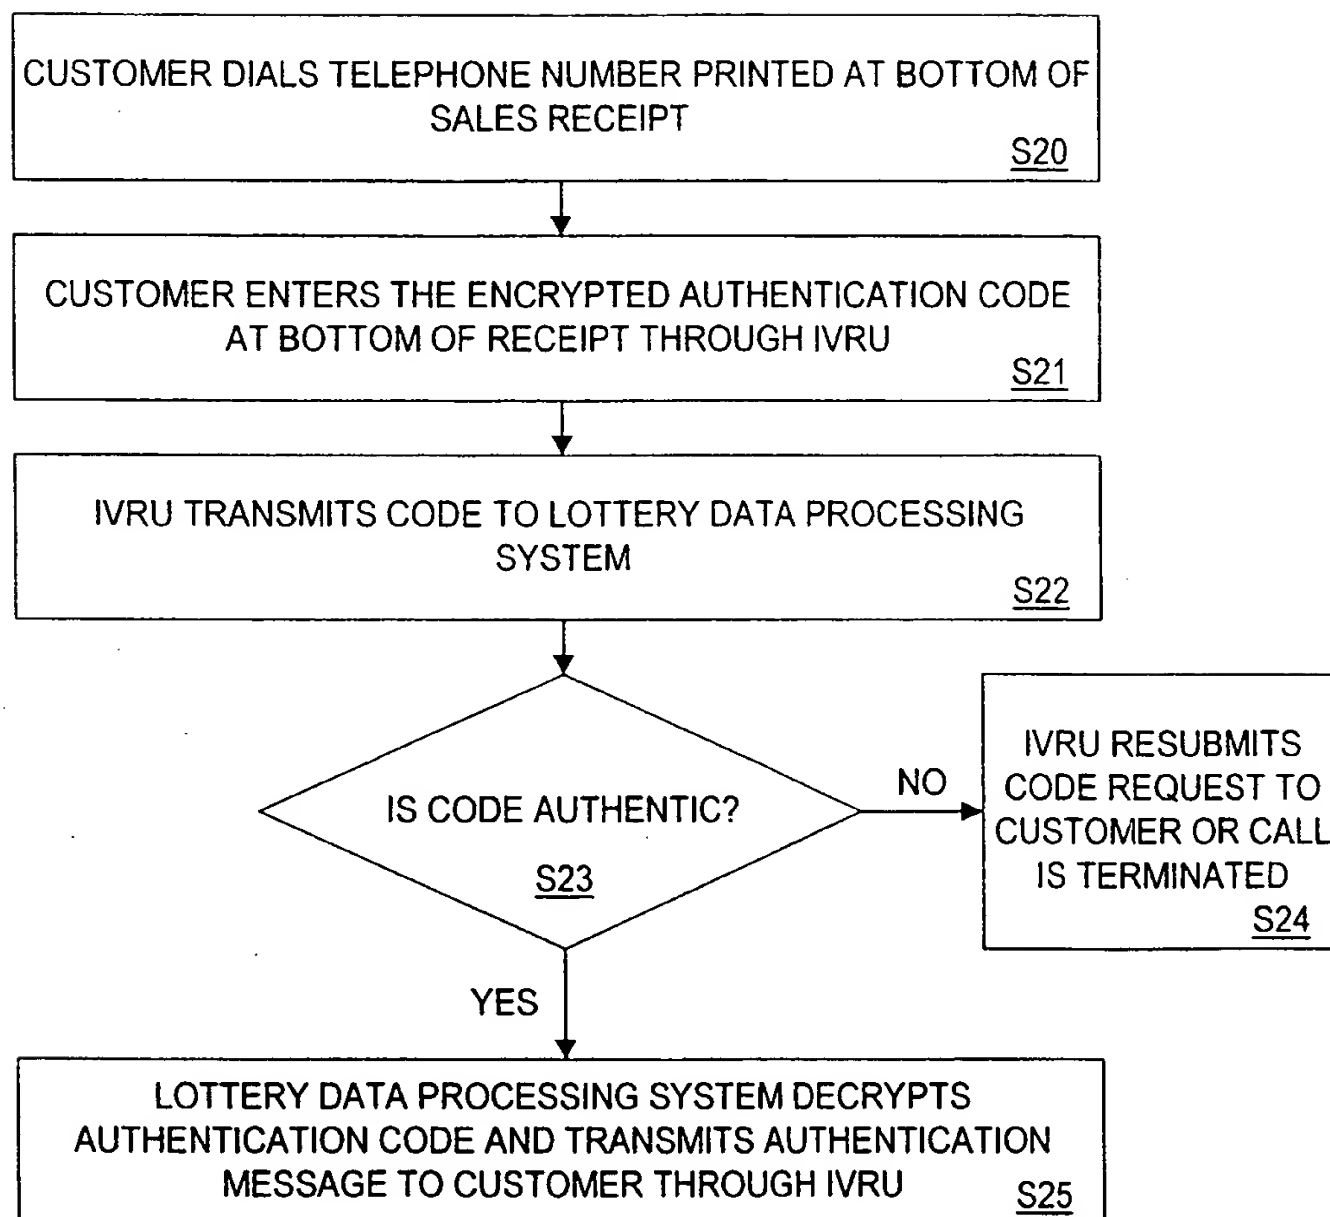 CUSTOMER DIALS TELEPHONE NUMBER PRINTED AT BOTTOM OF
SALES RECEIPT
S20
CUSTOMER ENTERS THE ENCRYPTED AUTHENTICATION CODE
AT BOTTOM OF RECEIPT THROUGH IVRU
S21
IVRU TRANSMITS CODE TO LOTTERY DATA PROCESSING
SYSTEM
S22
IS CODE AUTHENTIC?
S23
NO
IVRU RESUBMITS
CODE REQUEST TO
CUSTOMER OR CALL
IS TERMINATED
S24
YES
LOTTERY DATA PROCESSING SYSTEM DECRYPTS
AUTHENTICATION CODE AND TRANSMITS AUTHENTICATION
MESSAGE TO CUSTOMER THROUGH IVRU
S25